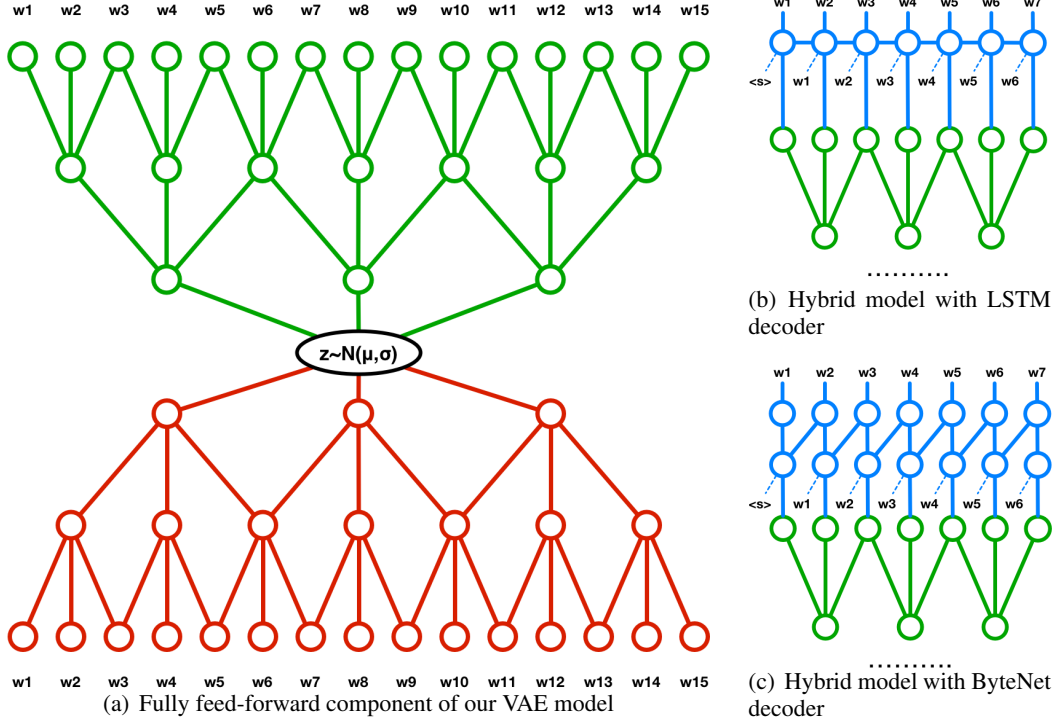 w1 w2 w3 w4 w5 w6 w7 w8 w9 w10 w11 w12 w13 w14 w15
z~N(μ,σ)
w1 w2 w3 w4 w5 w6 w7 w8 w9 w10 w11 w12 w13 w14 w15
(a) Fully feed-forward component of our VAE model
w1 w2 w3 w4 w5 w6 w7
<s> w1 w2 w3 w4 w5 w6
..........
(b) Hybrid model with LSTM
decoder
w1 w2 w3 w4 w5 w6 w7
<s> w1 w2 w3 w4 w5 w6
..........
(c) Hybrid model with ByteNet
decoder